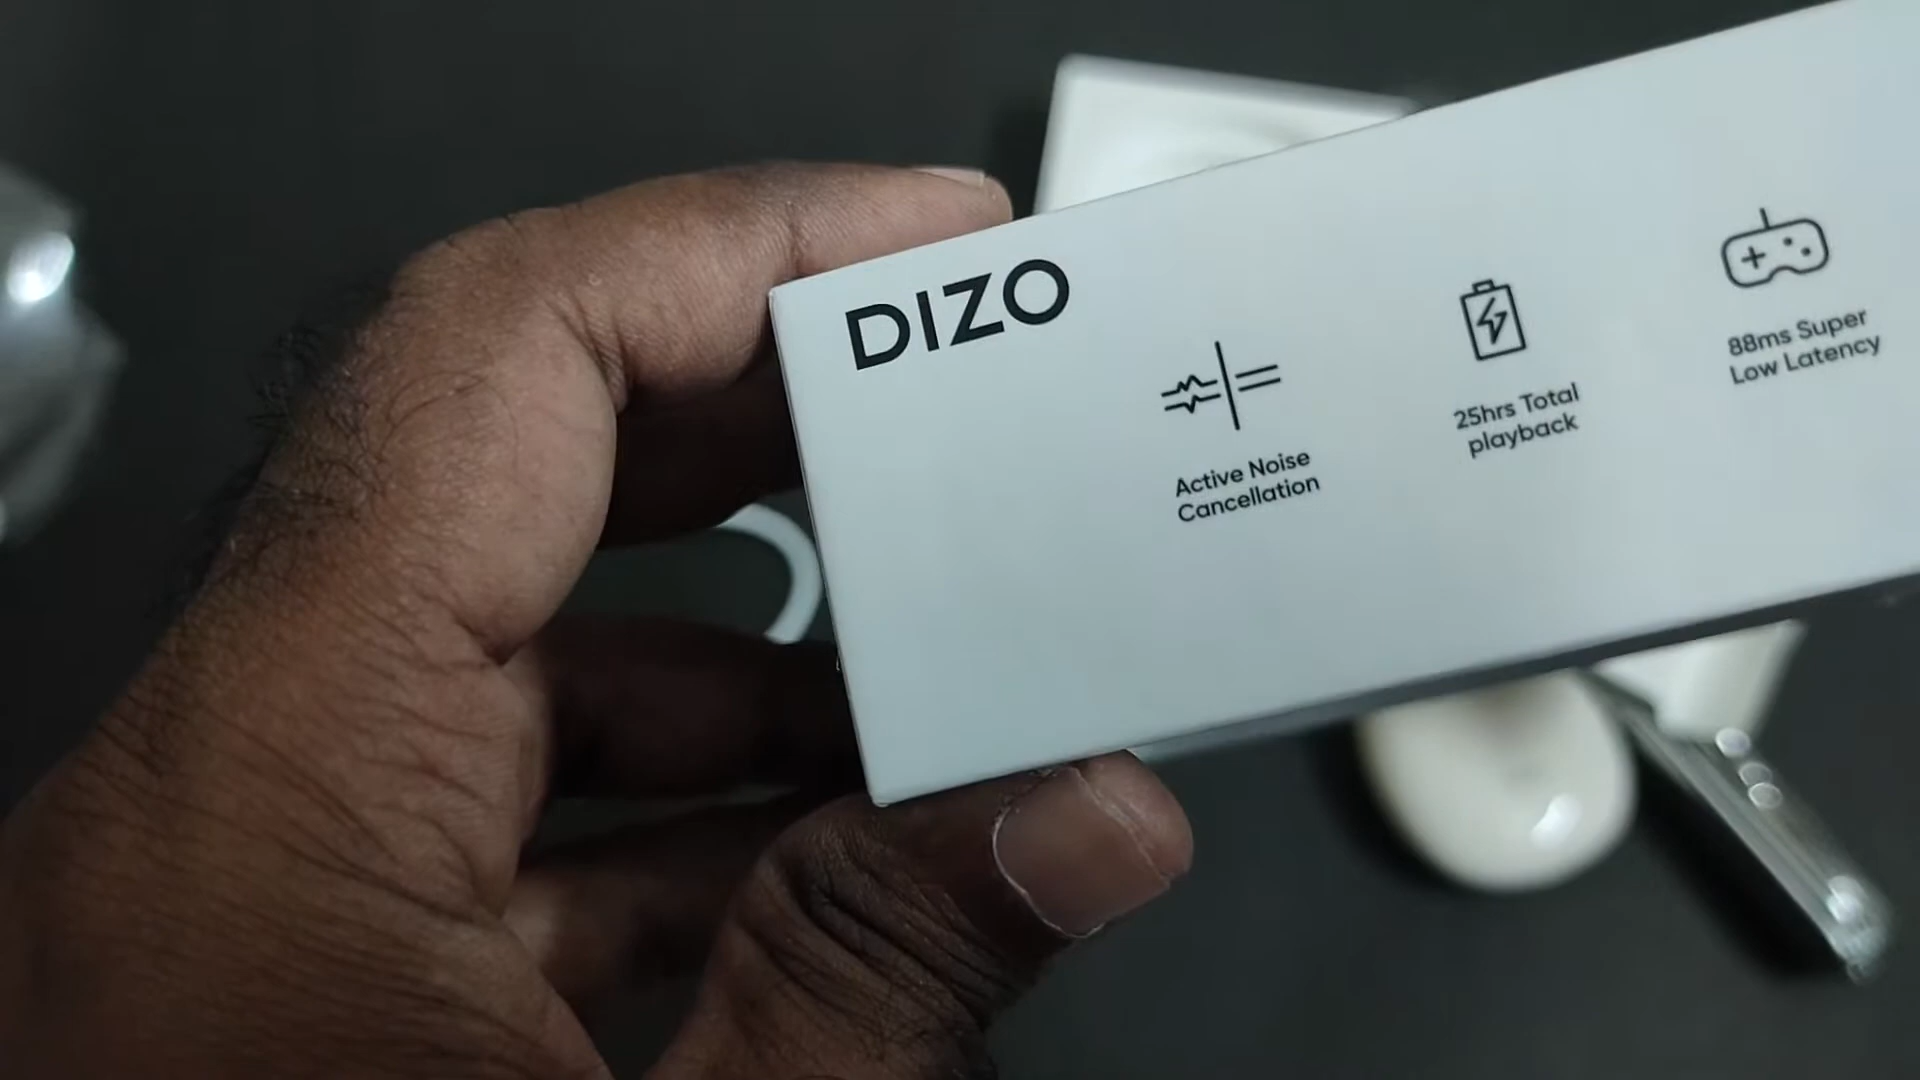 DIZO
Active Noise
Cancellation
25hrs Total
playback
88ms Super
Low Latency